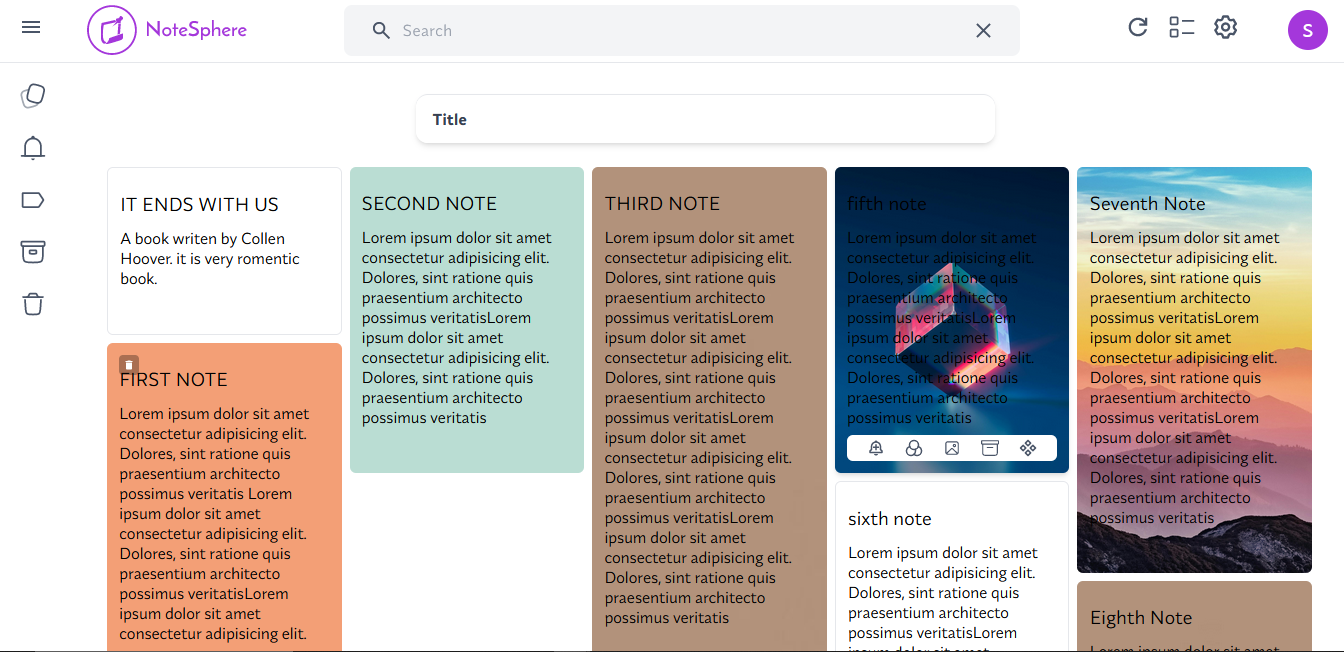 NoteSphere
Search
S
Title
IT ENDS WITH US
A book writen by Collen
Hoover. it is very romentic
book.
FIRST NOTE
Lorem ipsum dolor sit amet
consectetur adipisicing elit.
Dolores, sint ratione quis
praesentium architecto
possimus veritatis Lorem
ipsum dolor sit amet
consectetur adipisicing elit.
Dolores, sint ratione quis
praesentium architecto
possimus veritatisLorem
ipsum dolor sit amet
consectetur adipisicing elit.
SECOND NOTE
Lorem ipsum dolor sit amet
consectetur adipisicing elit.
Dolores, sint ratione quis
praesentium architecto
possimus veritatisLorem
ipsum dolor sit amet
consectetur adipisicing elit.
Dolores, sint ratione quis
praesentium architecto
possimus veritatis
THIRD NOTE
Lorem ipsum dolor sit amet
consectetur adipisicing elit.
Dolores, sint ratione quis
praesentium architecto
possimus veritatisLorem
ipsum dolor sit amet
consectetur adipisicing elit.
Dolores, sint ratione quis
praesentium architecto
possimus veritatisLorem
ipsum dolor sit amet
consectetur adipisicing elit.
Dolores, sint ratione quis
praesentium architecto
possimus veritatisLorem
ipsum dolor sit amet
consectetur adipisicing elit.
Dolores, sint ratione quis
praesentium architecto
possimus veritatis
fifth note
Lorem ipsum dolor sit amet
consectetur adipisicing elit.
Dolores, sint ratione quis
praesentium architecto
possimus veritatisLorem
ipsum dolor sit amet
consectetur adipisicing elit.
Dolores, sint ratione quis
praesentium architecto
possimus veritatis
sixth note
Lorem ipsum dolor sit amet
consectetur adipisicing elit.
Dolores, sint ratione quis
praesentium architecto
possimus veritatisLorem
ipsum dolor sit amet
Seventh Note
Lorem ipsum dolor sit amet
consectetur adipisicing elit.
Dolores, sint ratione quis
praesentium architecto
possimus veritatisLorem
ipsum dolor sit amet
consectetur adipisicing elit.
Dolores, sint ratione quis
praesentium architecto
possimus veritatisLorem
ipsum dolor sit amet
consectetur adipisicing elit.
Dolores, sint ratione quis
praesentium architecto
possimus veritatis
Eighth Note
Lorem ipsum dolor sit amet